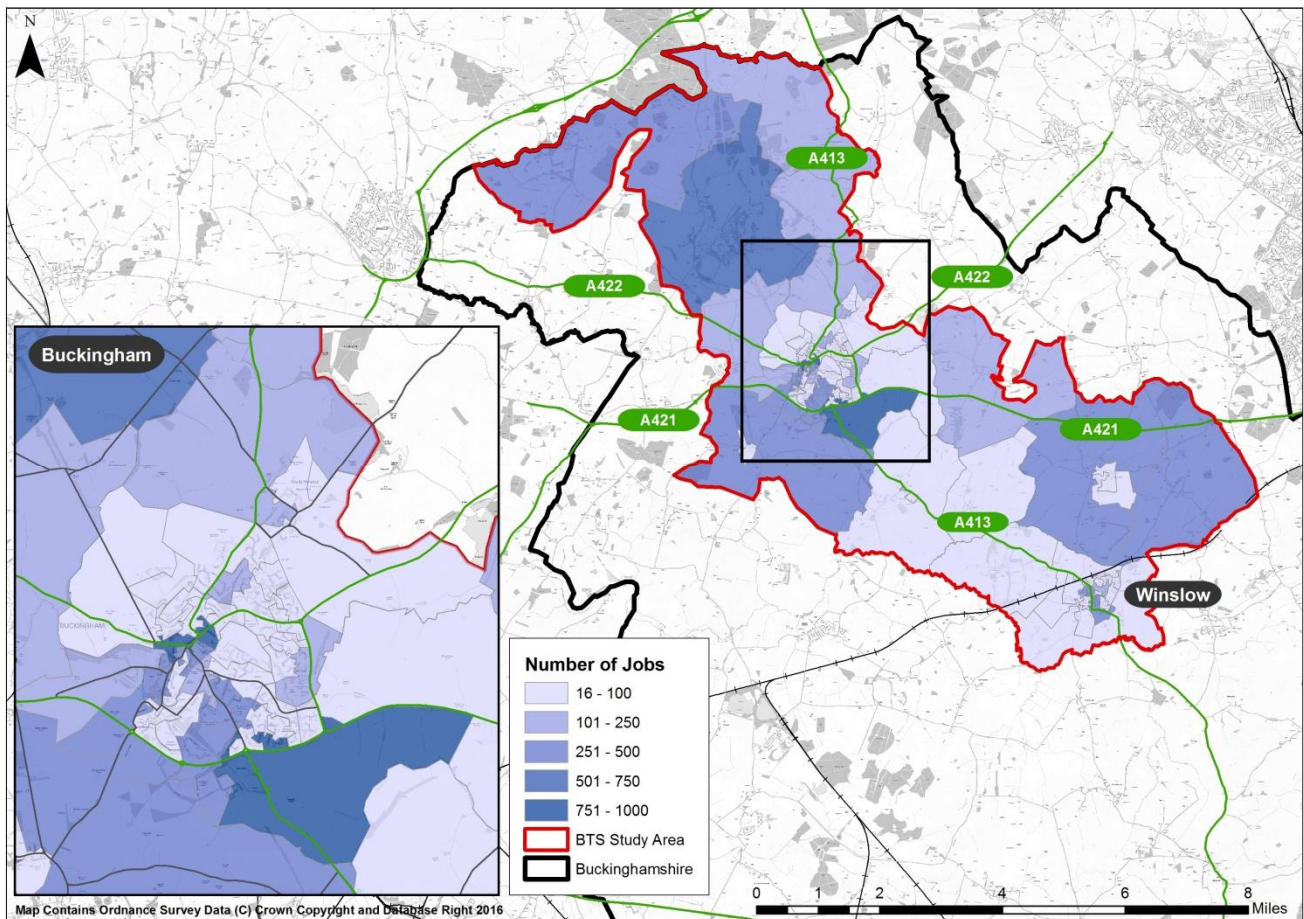 N
A413
A422
A422
Buckingham
A421
A421
A413
Winslow
BUCKINGHAM
Number of Jobs
16 - 100
101 - 250
251 - 500
501 - 750
751 - 1000
BTS Study Area
Buckinghamshire
0 1 2 4 6 8
Miles
Map Contains Ordnance Survey Data (C) Crown Copyright and Database Right 2016